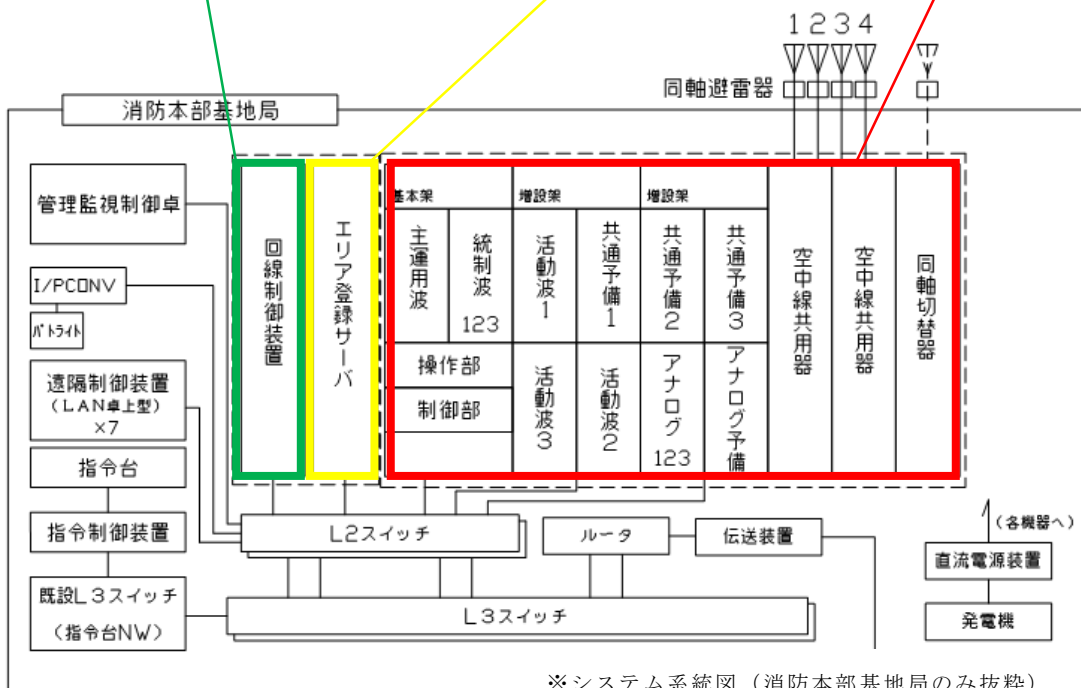 1 2 3 4
同軸避雷器
消防本部基地局
管理監視制御卓
I/PCONV
パトライト
遠隔制御装置
(LAN卓上型)
×7
指令台
指令制御装置
既設L3スイッチ
(指令台NW)
回線制御装置
エリア登録サーバ
基本架
主運用波
統制波
123
操作部
制御部
増設架
活動波1
共通予備1
活動波3
活動波2
増設架
共通予備2
共通予備3
アナログ
123
アナログ予備
空中線共用器
空中線共用器
同軸切替器
L2スイッチ
ルータ
伝送装置
L3スイッチ
(各機器へ)
直流電源装置
発電機
※システム系統図(消防本部基地局のみ抜粋)